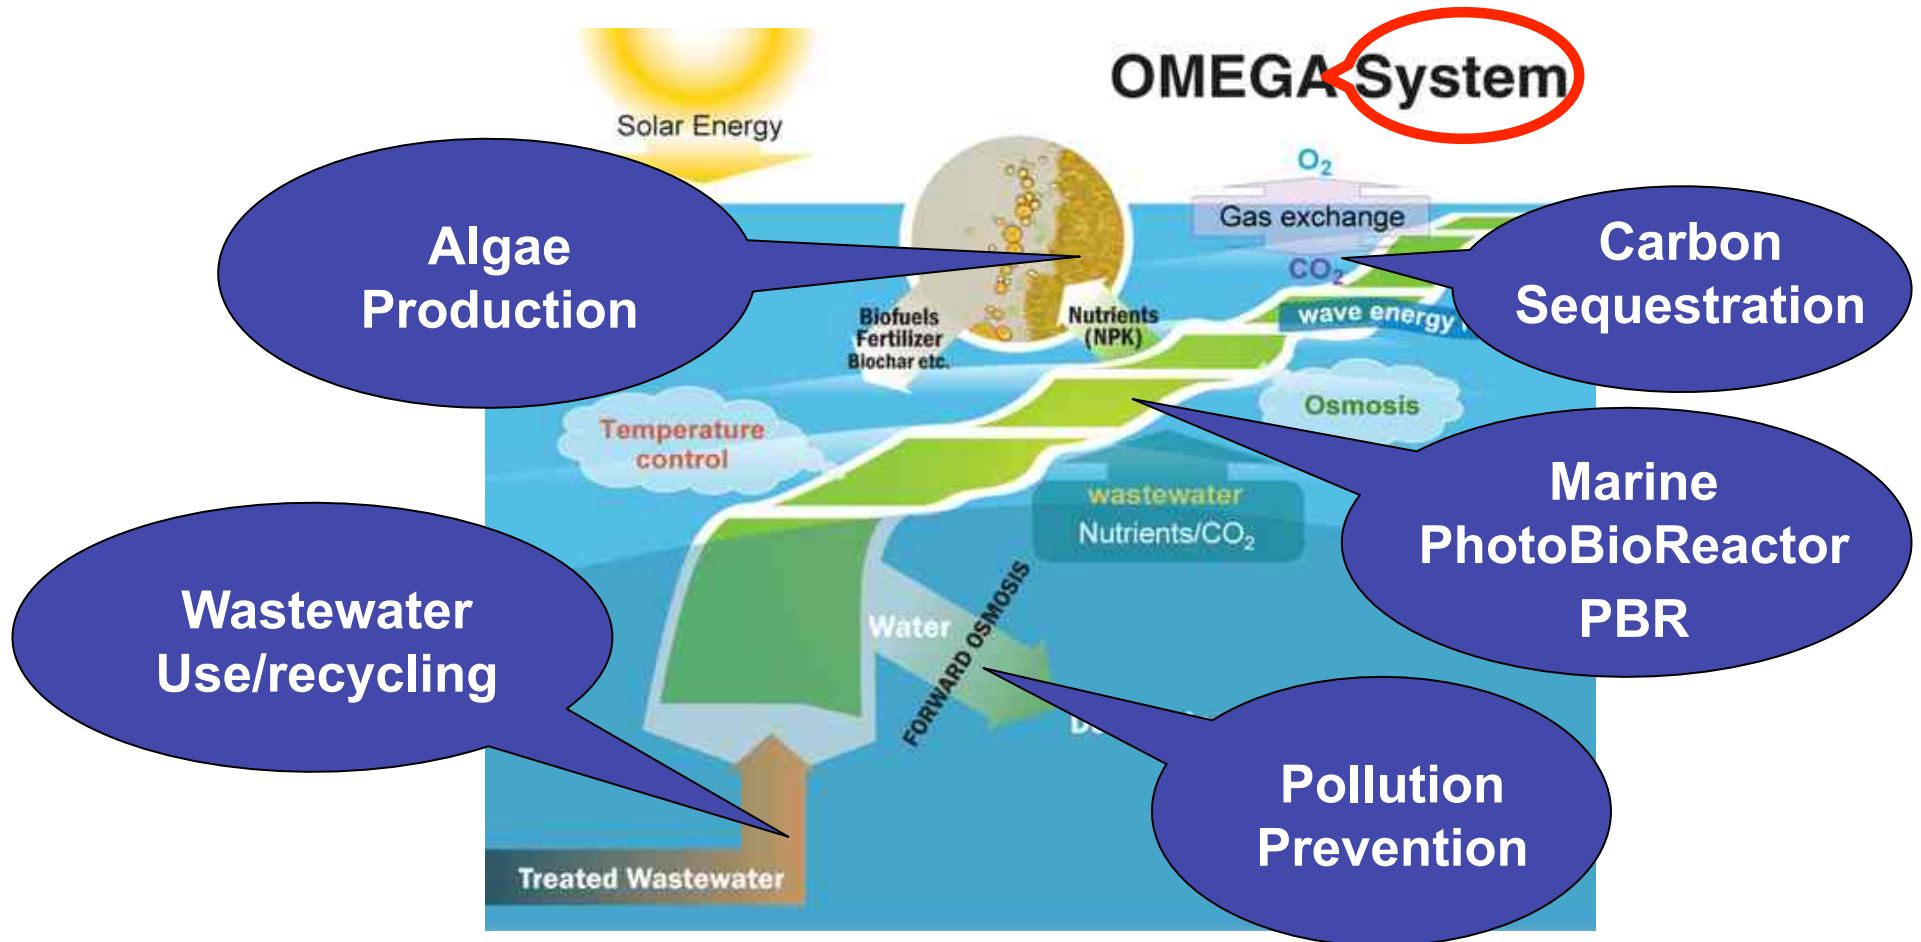 OMEGA System
Solar Energy
O₂
Gas exchange
CO₂
Algae
Production
Carbon
Sequestration
wave energy
Biofuels
Fertilizer
Biochar etc.
Nutrients
(NPK)
Temperature
control
Osmosis
wastewater
Nutrients/CO₂
Marine
PhotoBioReactor
PBR
Wastewater
Use/recycling
Water
FORWARD OSMOSIS
Pollution
Prevention
Treated Wastewater